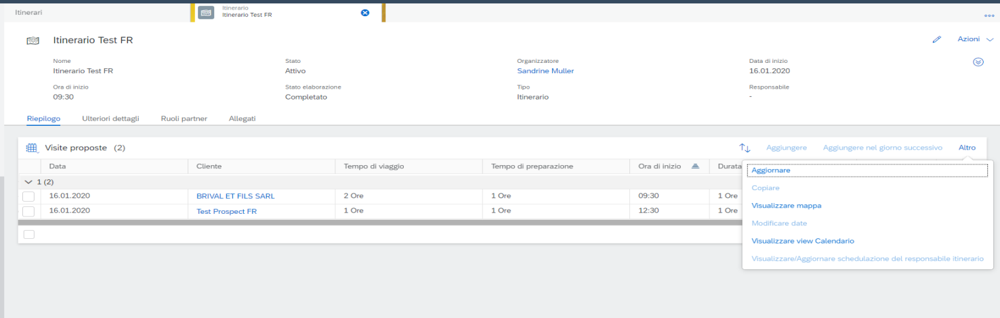 Itinerari
Itinerario
Itinerario Test FR
Itinerario Test FR
Azioni
Nome
Itinerario Test FR
Stato
Attivo
Organizzatore
Sandrine Muller
Data di inizio
16.01.2020
Ora di inizio
09:30
Stato elaborazione
Completato
Tipo
Itinerario
Responsabile
-
Riepilogo Ulteriori dettagli Ruoli partner Allegati
Visite proposte (2) Aggiungere Aggiungere nel giorno successivo Altro
Data Cliente Tempo di viaggio Tempo di preparazione Ora di inizio Durata
1 (2)
16.01.2020 BRIVAL ET FILS SARL 2 Ore 1 Ore 09:30 1 Ore
16.01.2020 Test Prospect FR 1 Ore 1 Ore 12:30 1 Ore
Aggiornare
Copiare
Visualizzare mappa
Modificare date
Visualizzare view Calendario
Visualizzare/Aggiornare schedulazione del responsabile itinerario